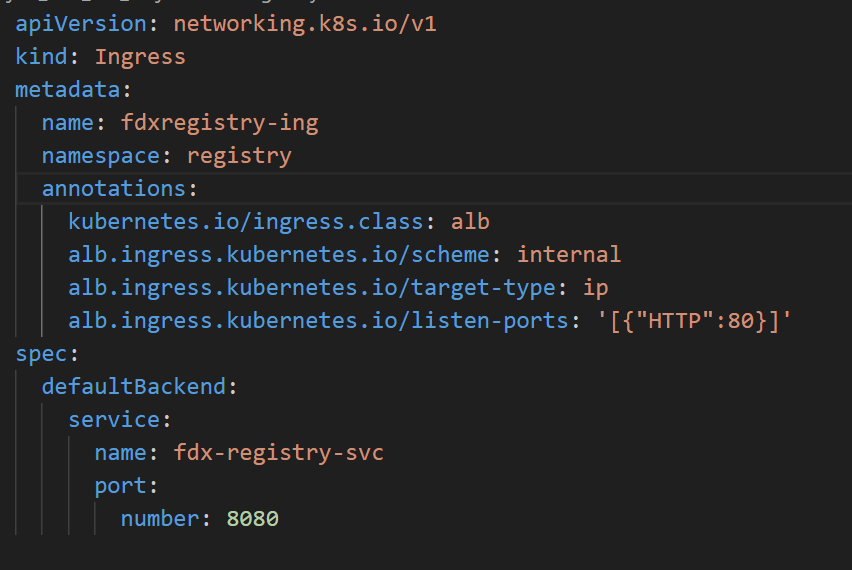 apiVersion: networking.k8s.io/v1
kind: Ingress
metadata:
  name: fdxregistry-ing
  namespace: registry
  annotations:
    kubernetes.io/ingress.class: alb
    alb.ingress.kubernetes.io/scheme: internal
    alb.ingress.kubernetes.io/target-type: ip
    alb.ingress.kubernetes.io/listen-ports: '[{"HTTP":80}]'
spec:
  defaultBackend:
    service:
      name: fdx-registry-svc
      port:
        number: 8080